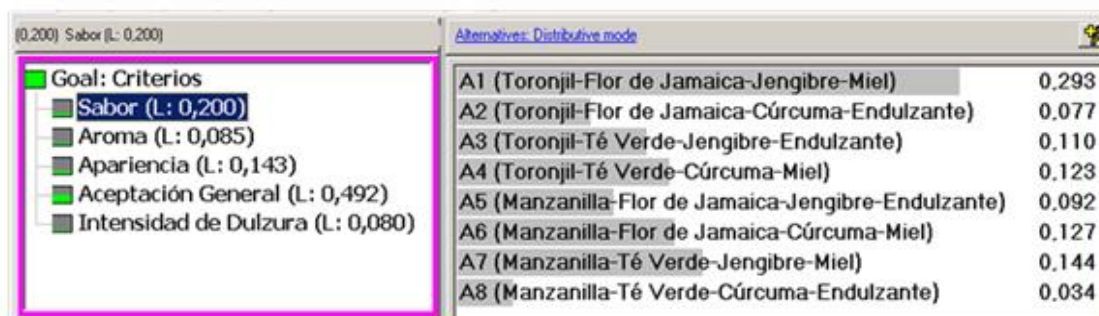 (0,200) Sabor (L: 0,200)
Goal: Criterios
Sabor (L: 0,200)
Aroma (L: 0,085)
Apariencia (L: 0,143)
Aceptación General (L: 0,492)
Intensidad de Dulzura (L: 0,080)
Alternatives: Distributive mode
A1 (Toronjil-Flor de Jamaica-Jengibre-Miel) 0,293
A2 (Toronjil-Flor de Jamaica-Cúrcuma-Endulzante) 0,077
A3 (Toronjil-Té Verde-Jengibre-Endulzante) 0,110
A4 (Toronjil-Té Verde-Cúrcuma-Miel) 0,123
A5 (Manzanilla-Flor de Jamaica-Jengibre-Endulzante) 0,092
A6 (Manzanilla-Flor de Jamaica-Cúrcuma-Miel) 0,127
A7 (Manzanilla-Té Verde-Jengibre-Miel) 0,144
A8 (Manzanilla-Té Verde-Cúrcuma-Endulzante) 0,034